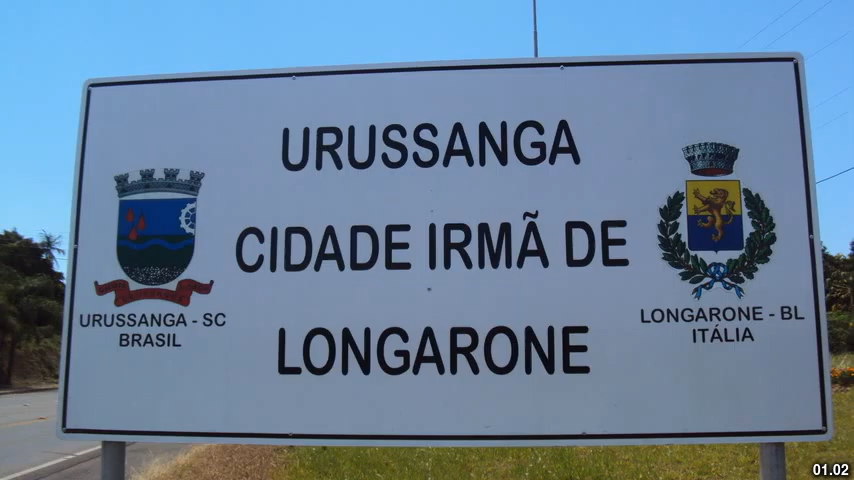 URUSSANGA
CIDADE IRMÃ DE
LONGARONE
URUSSANGA - SC
BRASIL
LONGARONE - BL
ITÁLIA
01.02